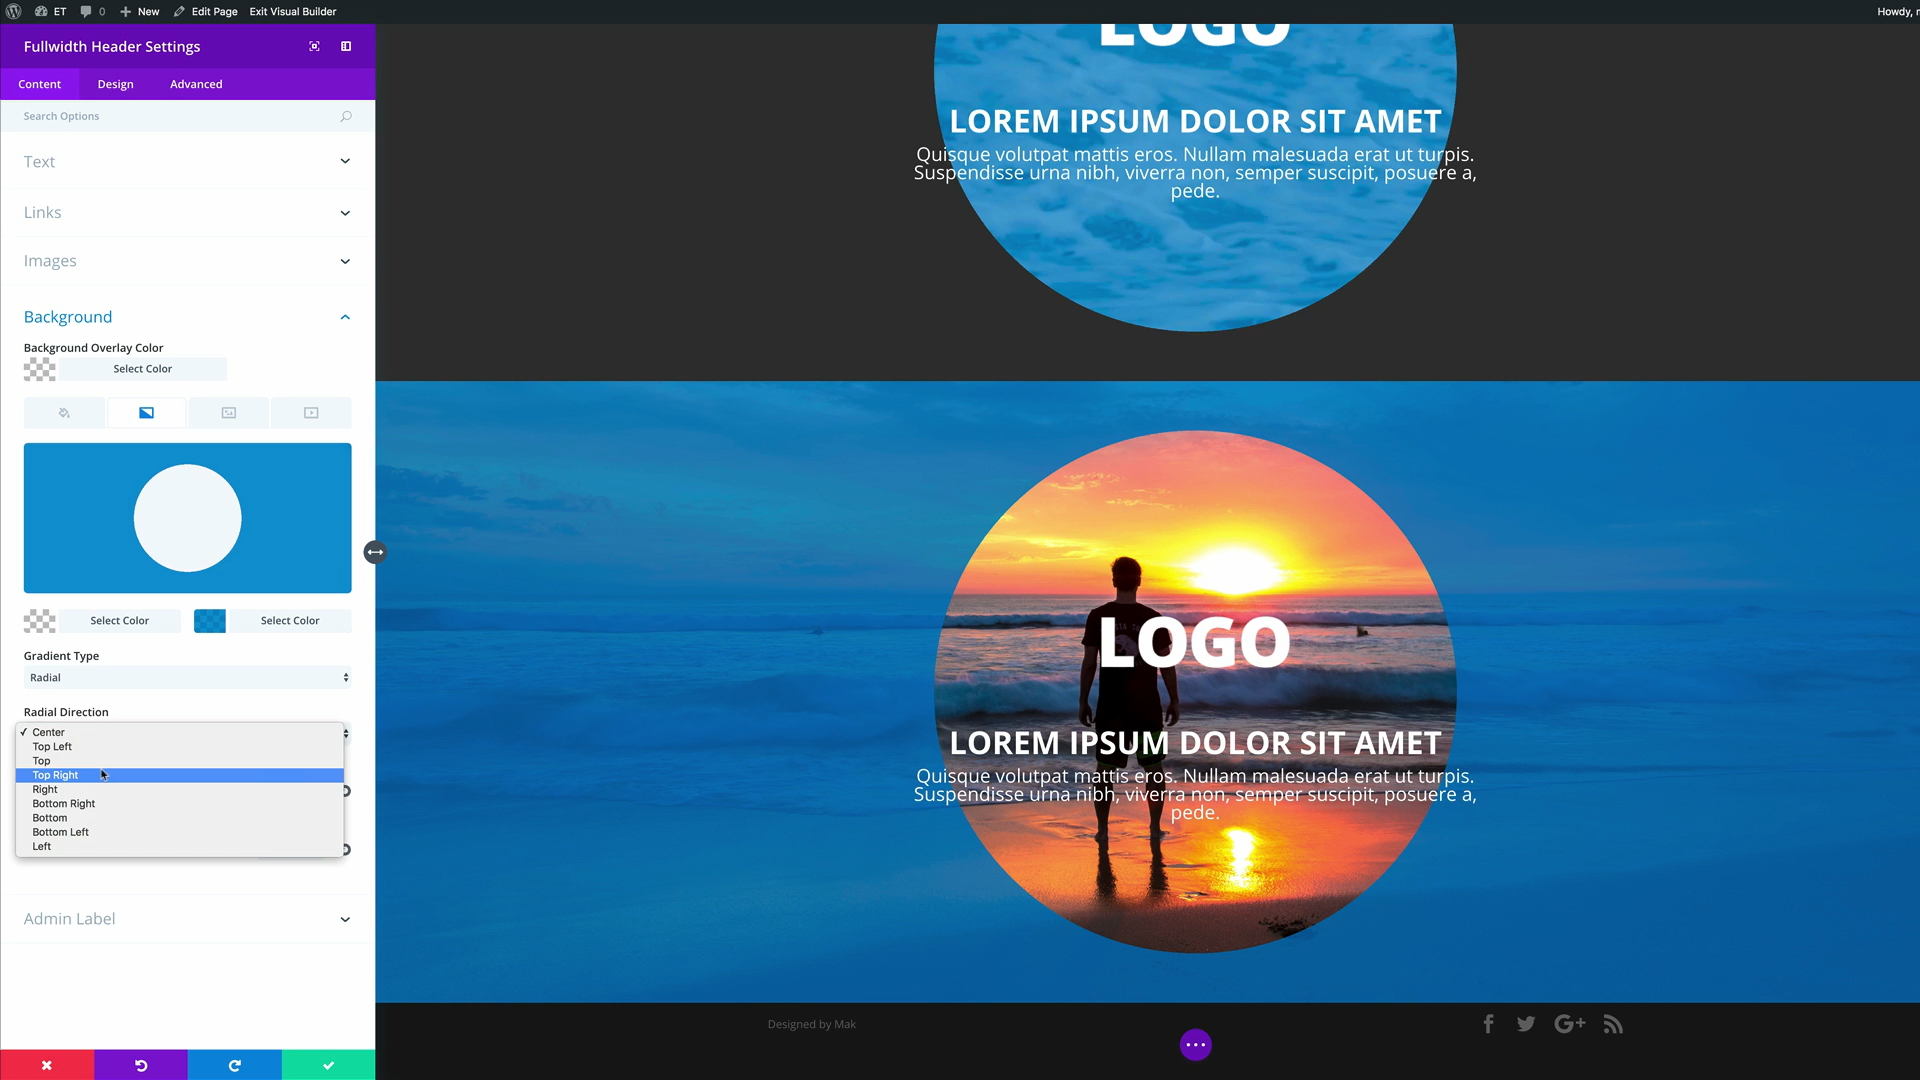 ET 0 New Edit Page Exit Visual Builder
Howdy,
Fullwidth Header Settings
Content Design Advanced
Search Options
Text
Links
Images
Background
Background Overlay Color
Select Color
Select Color Select Color
Gradient Type
Radial
Radial Direction
✓ Center
Top Left
Top
Top Right
Right
Bottom Right
Bottom
Bottom Left
Left
Admin Label
LOGO
LOREM IPSUM DOLOR SIT AMET
Quisque volutpat mattis eros. Nullam malesuada erat ut turpis.
Suspendisse urna nibh, viverra non, semper suscipit, posuere a,
pede.
LOGO
LOREM IPSUM DOLOR SIT AMET
Quisque volutpat mattis eros. Nullam malesuada erat ut turpis.
Suspendisse urna nibh, viverra non, semper suscipit, posuere a,
pede.
Designed by Mak